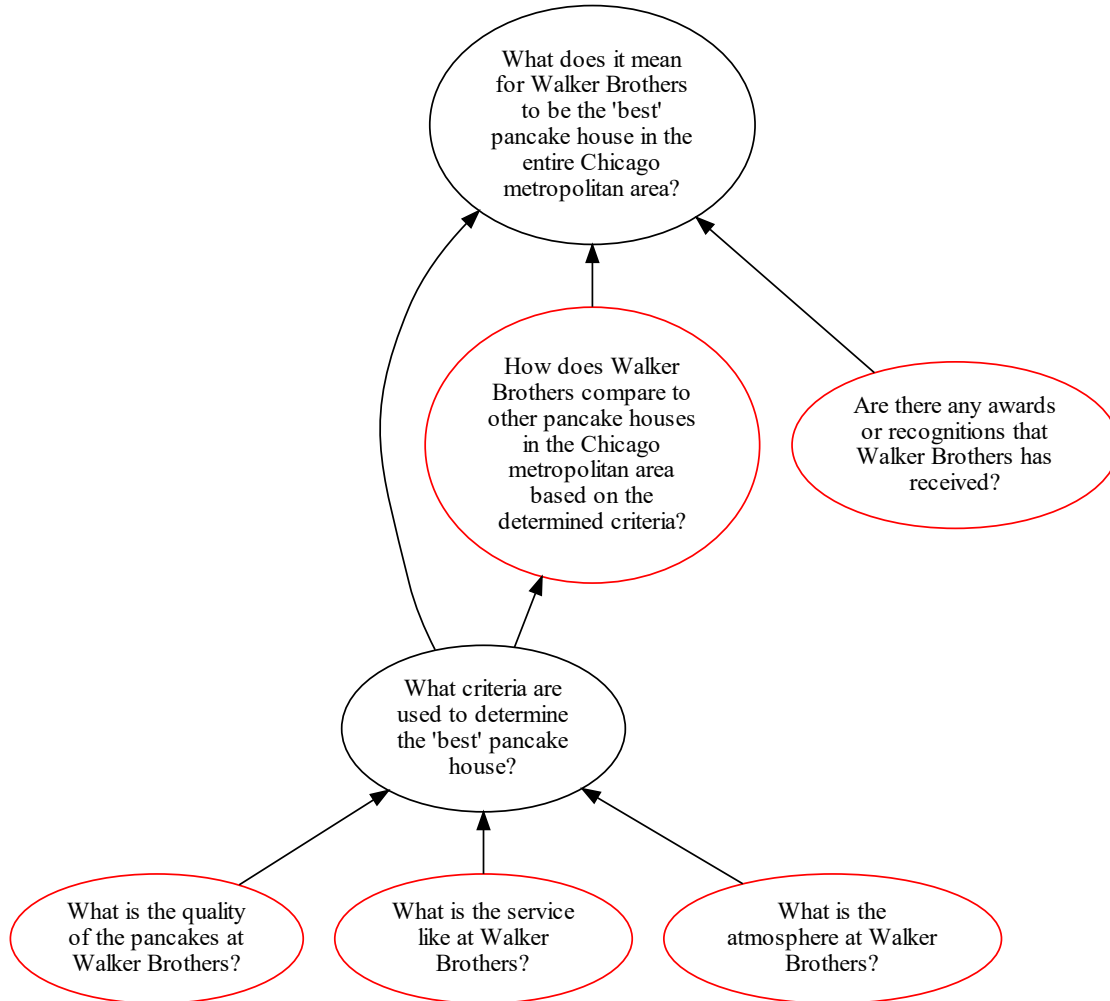 What does it mean
for Walker Brothers
to be the 'best'
pancake house in the
entire Chicago
metropolitan area?
How does Walker
Brothers compare to
other pancake houses
in the Chicago
metropolitan area
based on the
determined criteria?
Are there any awards
or recognitions that
Walker Brothers has
received?
What criteria are
used to determine
the 'best' pancake
house?
What is the quality
of the pancakes at
Walker Brothers?
What is the service
like at Walker
Brothers?
What is the
atmosphere at Walker
Brothers?